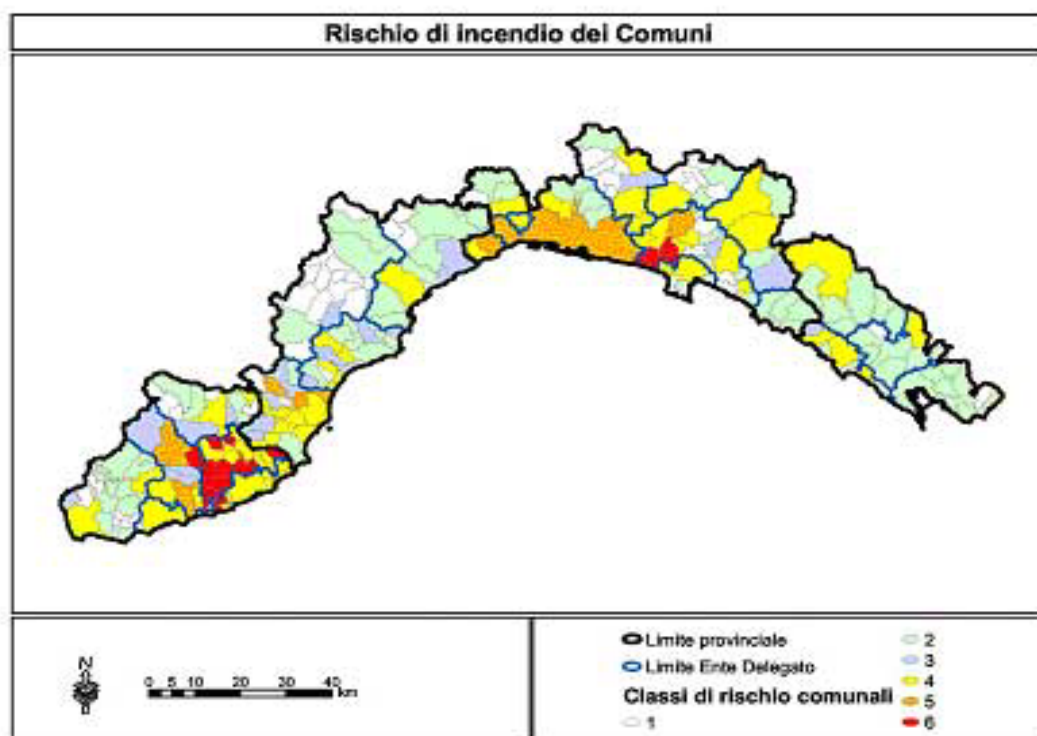 Rischio di incendio dei Comuni
N
0 5 10 20 30 40
km
Limite provinciale
Limite Ente Delegato
Classi di rischio comunali
1
2
3
4
5
6